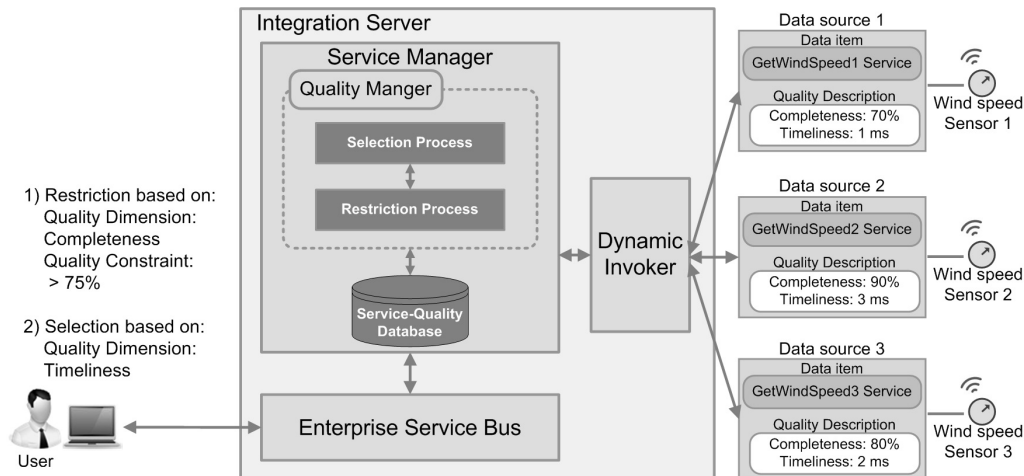 1) Restriction based on:
Quality Dimension:
Completeness
Quality Constraint:
> 75%
2) Selection based on:
Quality Dimension:
Timeliness
User
Integration Server
Service Manager
Quality Manger
Selection Process
Restriction Process
Service-Quality
Database
Enterprise Service Bus
Dynamic
Invoker
Data source 1
Data item
GetWindSpeed1 Service
Quality Description
Completeness: 70%
Timeliness: 1 ms
Wind speed
Sensor 1
Data source 2
Data item
GetWindSpeed2 Service
Quality Description
Completeness: 90%
Timeliness: 3 ms
Wind speed
Sensor 2
Data source 3
Data item
GetWindSpeed3 Service
Quality Description
Completeness: 80%
Timeliness: 2 ms
Wind speed
Sensor 3